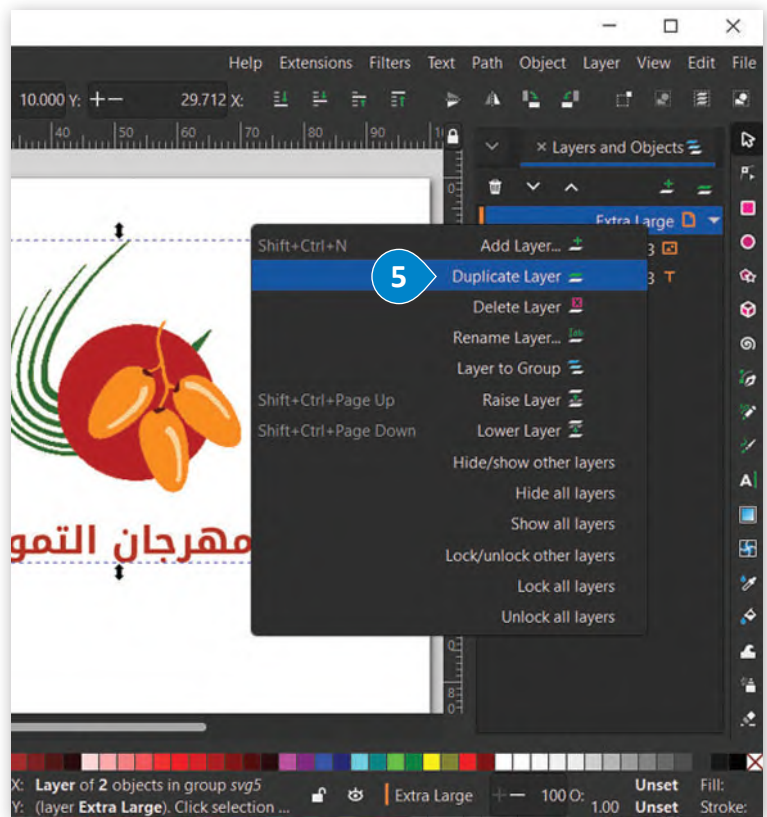 File Edit View Layer Object Path Text Filters Extensions Help
X: 29.712 Y: 10.000
40 50 60 70 80 90
Layers and Objects ×
Extra Large
Add Layer... Shift+Ctrl+N
5 Duplicate Layer
Delete Layer
Rename Layer...
Layer to Group
Raise Layer Shift+Ctrl+Page Up
Lower Layer Shift+Ctrl+Page Down
Hide/show other layers
Hide all layers
Show all layers
Lock/unlock other layers
Lock all layers
Unlock all layers
مهرجان التمو
X: Layer of 2 objects in group svg5
Y: (layer Extra Large). Click selection ...
Extra Large
100 O: 1.00
Fill: Unset
Stroke: Unset